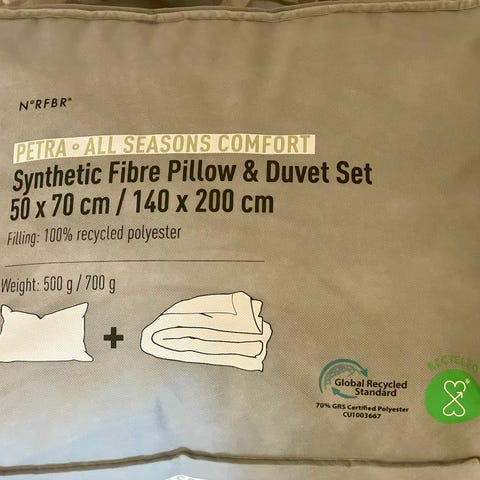 NºRFBR®
PETRA • ALL SEASONS COMFORT
Synthetic Fibre Pillow & Duvet Set
50 x 70 cm / 140 x 200 cm
Filling: 100% recycled polyester
Weight: 500 g / 700 g
+
Global Recycled
Standard
70% GRS Certified Polyester
CU1003667
RECYCLED